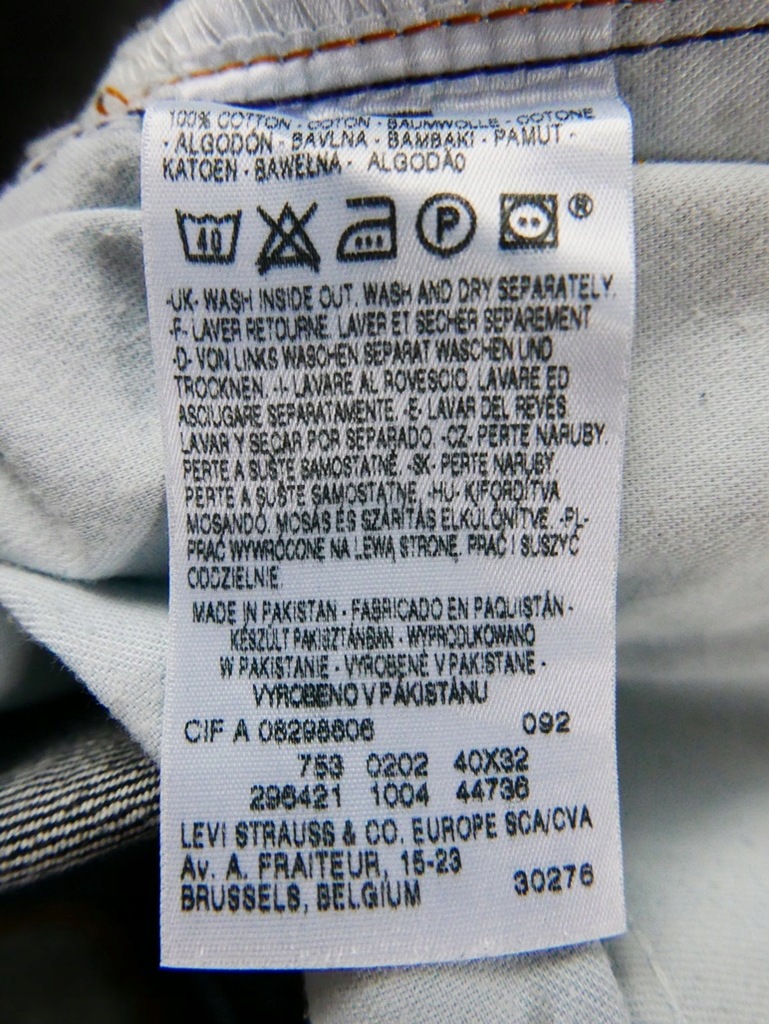 100% COTTON - COTON - BAUMWOLLE - COTONE
- ALGODÓN - BAVLNA - BAMBAKI - PAMUT -
KATOEN - BAWEŁNA - ALGODÃO
40 P ®
-UK- WASH INSIDE OUT. WASH AND DRY SEPARATELY.
-F- LAVER RETOURNE. LAVER ET SECHER SEPAREMENT
-D- VON LINKS WASCHEN SEPARAT WASCHEN UND
TROCKNEN. -I- LAVARE AL ROVESCIO. LAVARE ED
ASCIUGARE SEPARATAMENTE. -E- LAVAR DEL REVÉS.
LAVAR Y SECAR POR SEPARADO. -CZ- PERTE NARUBY.
PERTE A SUŠTE SAMOSTATNĚ. -SK- PERTE NARUBY.
PERTE A SUŠTE SAMOSTATNE. -HU- KIFORDÍTVA
MOSANDÓ. MOSÁS ÉS SZÁRÍTÁS ELKÜLÖNÍTVE. -PL-
PRAĆ WYWRÓCONE NA LEWĄ STRONĘ. PRAĆ I SUSZYĆ
ODDZIELNIE.
MADE IN PAKISTAN - FABRICADO EN PAQUISTÁN -
KÉSZÜLT PAKISZTÁNBAN - WYPRODUKOWANO
W PAKISTANIE - VYROBENÉ V PAKISTANE -
VYROBENO V PÁKISTÁNU
CIF A 08298606 092
753 0202 40X32
296421 1004 44736
LEVI STRAUSS & CO. EUROPE SCA/CVA
Av. A. FRAITEUR, 15-23
BRUSSELS, BELGIUM 30276